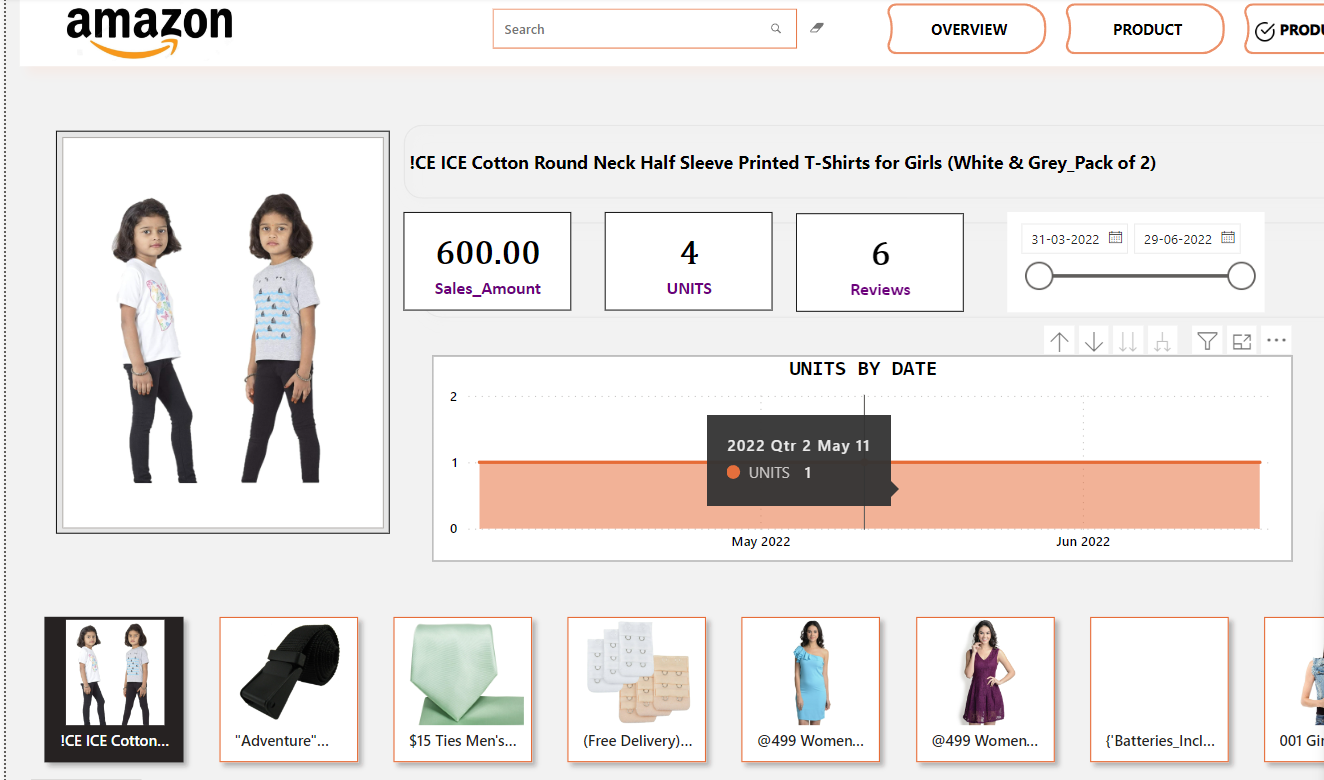 amazon
Search
OVERVIEW
PRODUCT
PRODU
!CE ICE Cotton Round Neck Half Sleeve Printed T-Shirts for Girls (White & Grey_Pack of 2)
600.00
Sales_Amount
4
UNITS
6
Reviews
31-03-2022
29-06-2022
UNITS BY DATE
2
1
0
2022 Qtr 2 May 11
UNITS 1
May 2022
Jun 2022
!CE ICE Cotton...
"Adventure"...
$15 Ties Men's...
(Free Delivery)...
@499 Women...
@499 Women...
{'Batteries_Incl...
001 Gir